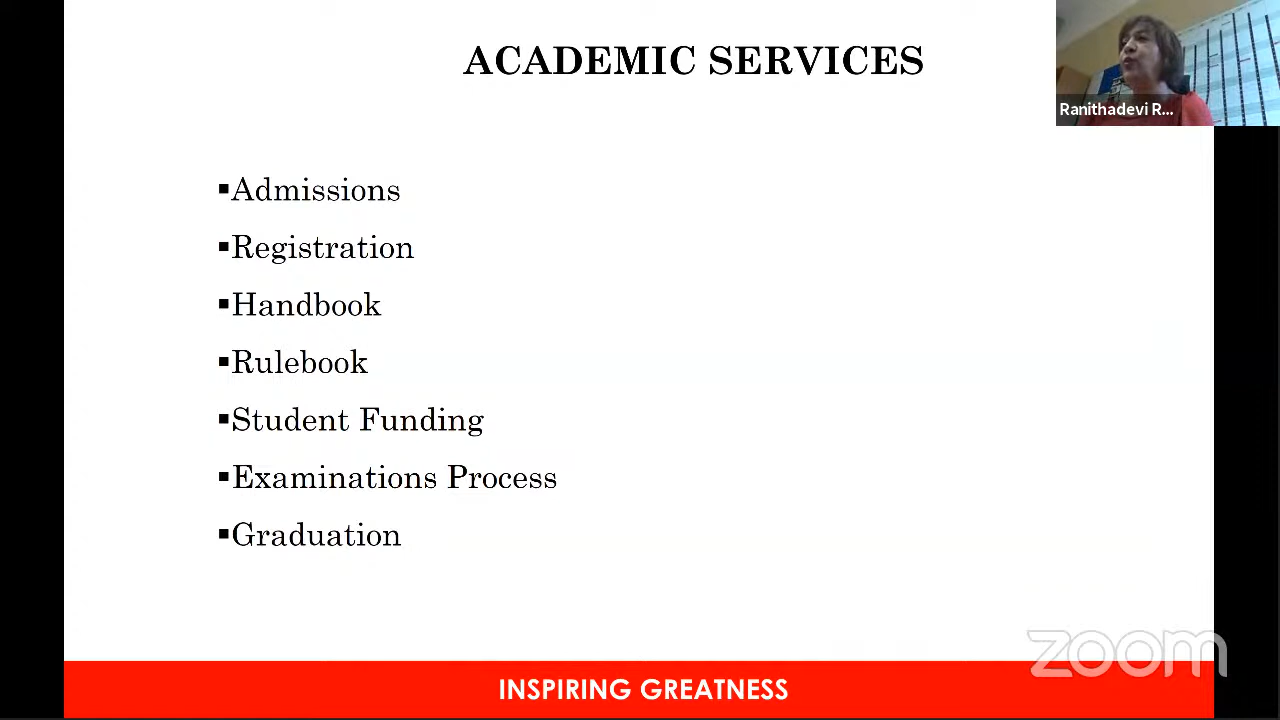 ACADEMIC SERVICES
Ranithadevi R...
▪Admissions
▪Registration
▪Handbook
▪Rulebook
▪Student Funding
▪Examinations Process
▪Graduation
zoom
INSPIRING GREATNESS